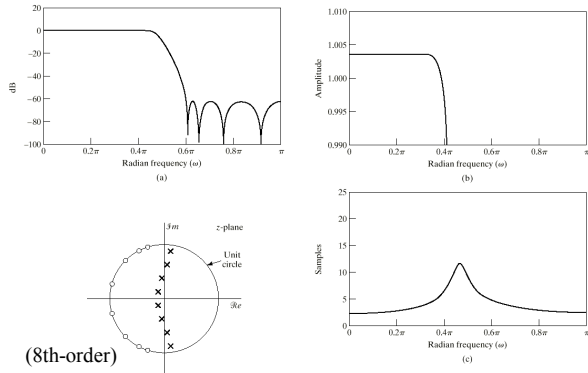 20
0
−20
−40
−60
−80
−100
dB
0 0.2π 0.4π 0.6π 0.8π π
Radian frequency (ω)
(a)
1.010
1.005
1.000
0.995
0.990
Amplitude
0 0.2π 0.4π 0.6π 0.8π π
Radian frequency (ω)
(b)
ℐm
z-plane
Unit
circle
ℛe
(8th-order)
25
20
15
10
5
0
Samples
0 0.2π 0.4π 0.6π 0.8π π
Radian frequency (ω)
(c)